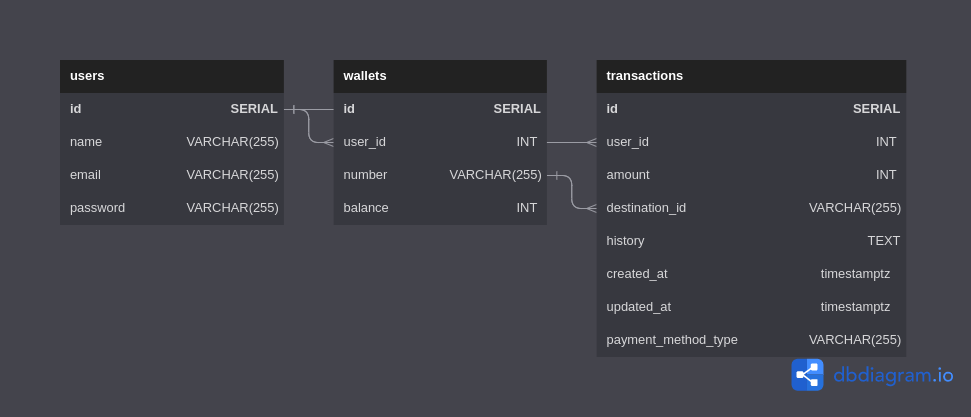 users
id SERIAL
name VARCHAR(255)
email VARCHAR(255)
password VARCHAR(255)
wallets
id SERIAL
user_id INT
number VARCHAR(255)
balance INT
transactions
id SERIAL
user_id INT
amount INT
destination_id VARCHAR(255)
history TEXT
created_at timestamptz
updated_at timestamptz
payment_method_type VARCHAR(255)
dbdiagram.io